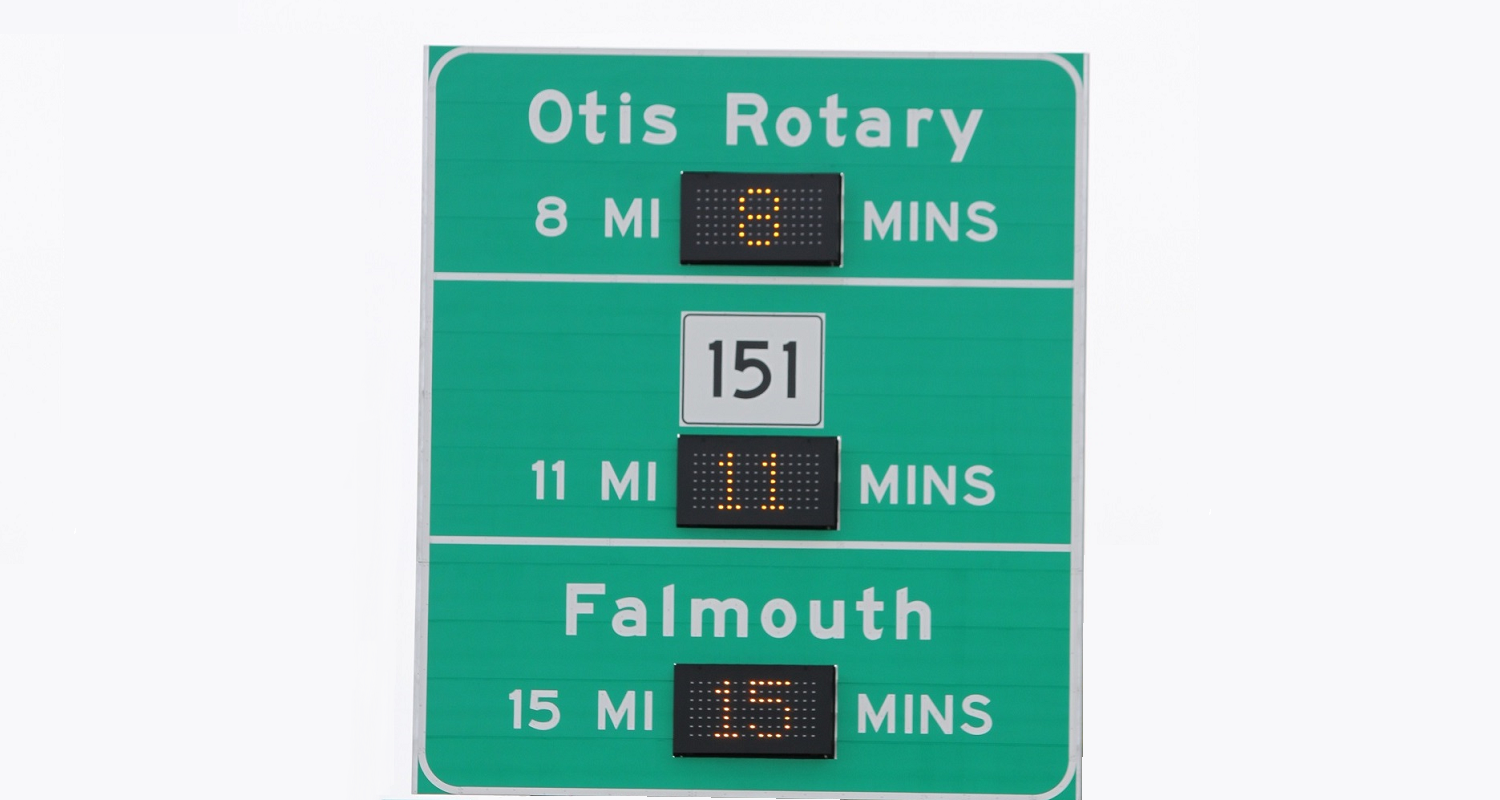 Otis Rotary
8 MI 8 MINS
151
11 MI 11 MINS
Falmouth
15 MI 15 MINS